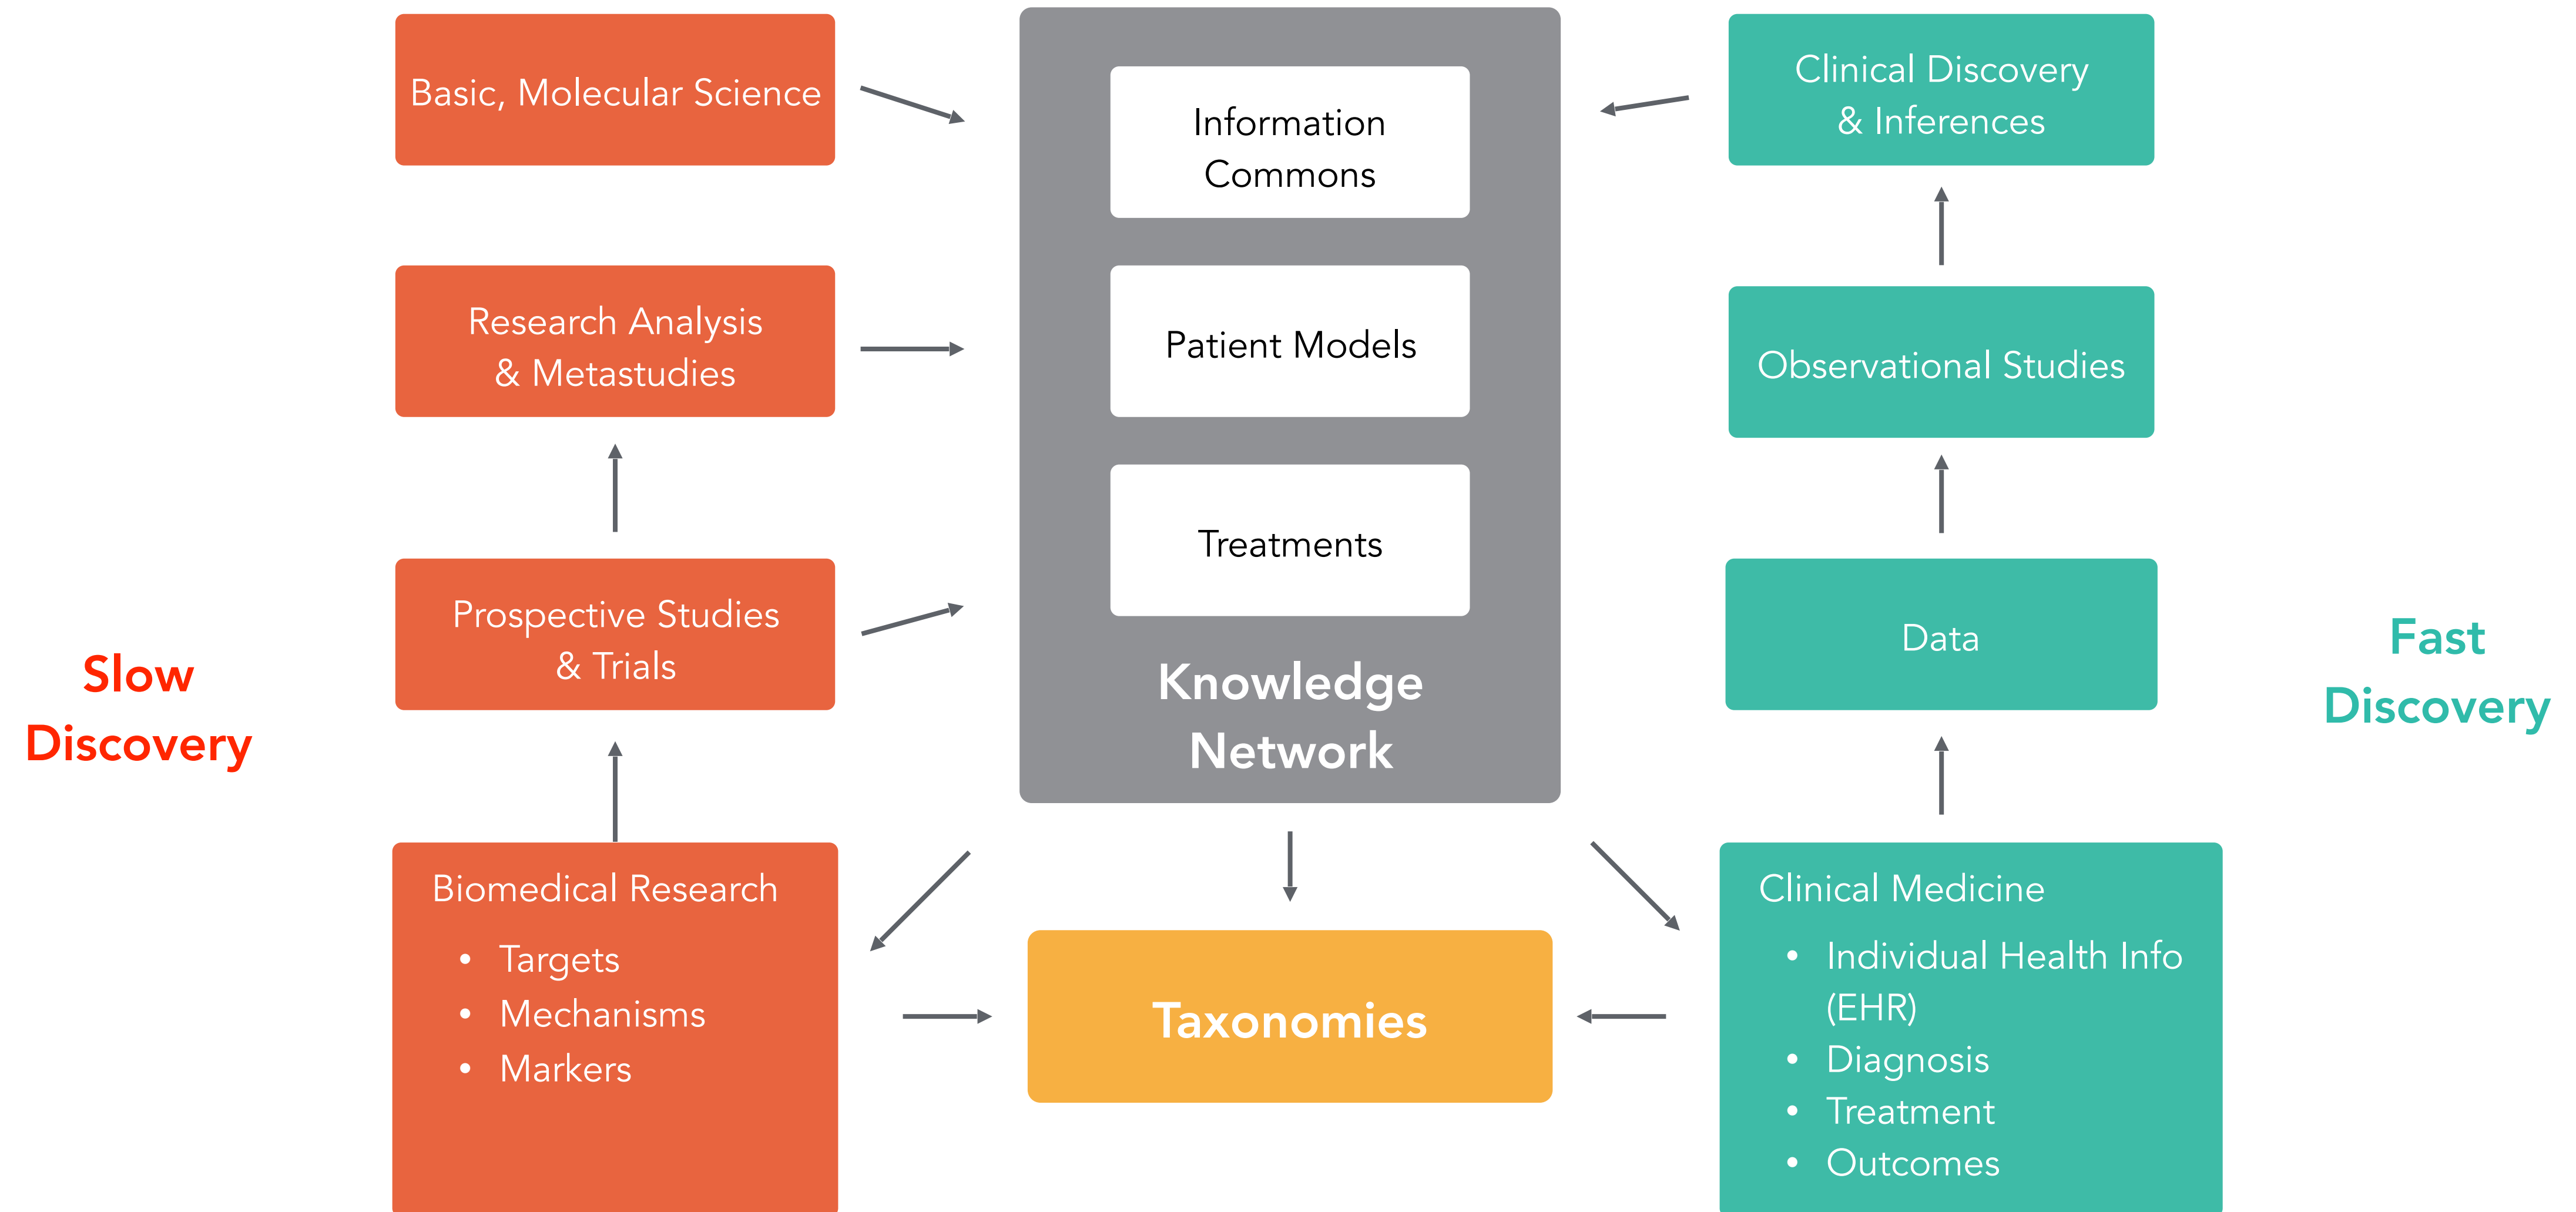 Slow
Discovery
Basic, Molecular Science
Research Analysis
& Metastudies
Prospective Studies
& Trials
Biomedical Research
• Targets
• Mechanisms
• Markers
Information
Commons
Patient Models
Treatments
Knowledge
Network
Taxonomies
Clinical Discovery
& Inferences
Observational Studies
Data
Clinical Medicine
• Individual Health Info
(EHR)
• Diagnosis
• Treatment
• Outcomes
Fast
Discovery